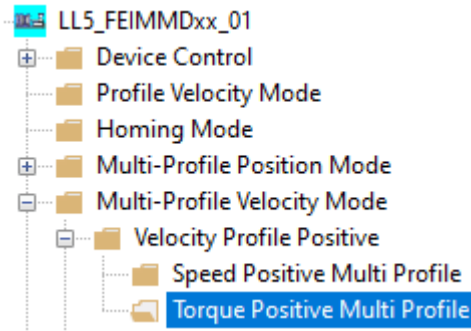 LL5_FEIMMDxx_01
Device Control
Profile Velocity Mode
Homing Mode
Multi-Profile Position Mode
Multi-Profile Velocity Mode
Velocity Profile Positive
Speed Positive Multi Profile
Torque Positive Multi Profile